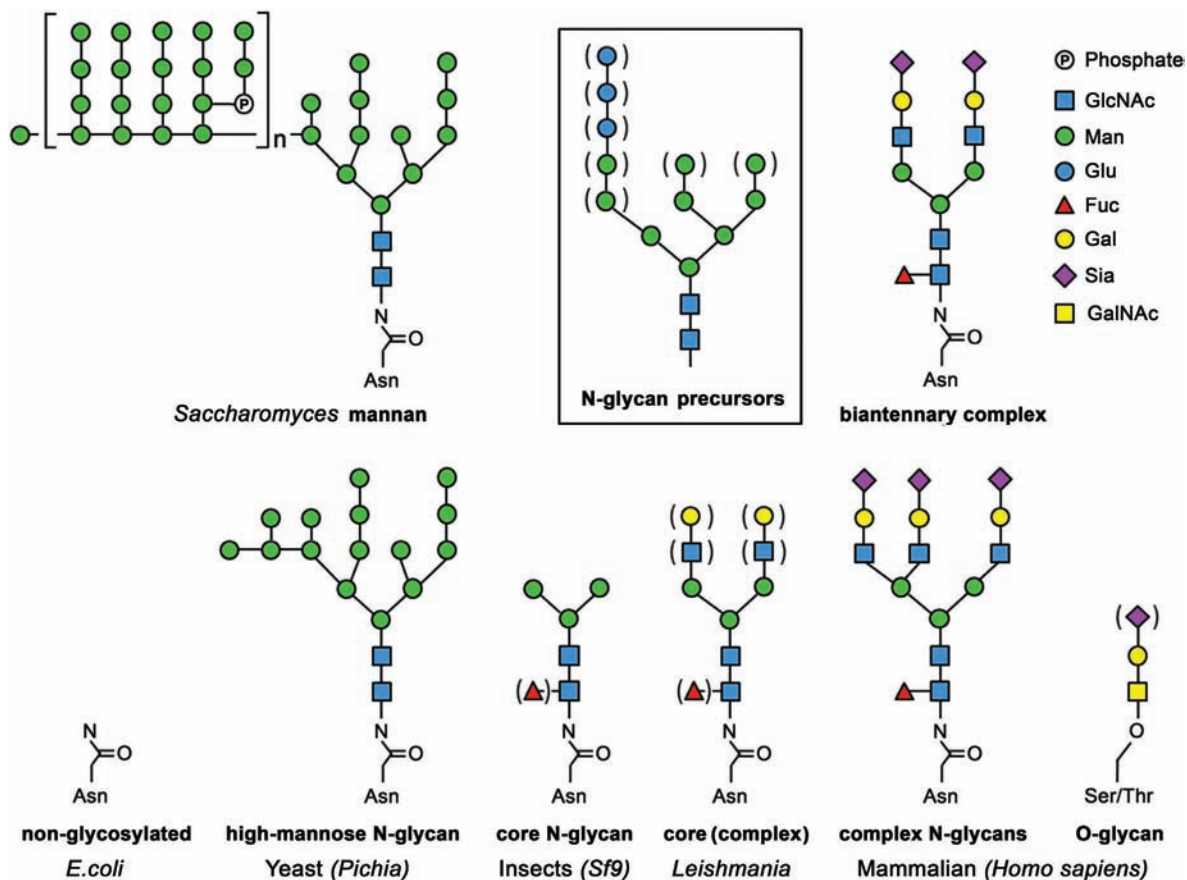 P
n
N
O
Asn
Saccharomyces mannan
( )
( )
( )
( ) ( ) ( )
( )
N-glycan precursors
N
O
Asn
biantennary complex
P Phosphate
GlcNAc
Man
Glu
Fuc
Gal
Sia
GalNAc
N
O
Asn
non-glycosylated
E.coli
N
O
Asn
high-mannose N-glycan
Yeast (Pichia)
( )
N
O
Asn
core N-glycan
Insects (Sf9)
( ) ( )
( ) ( )
( )
N
O
Asn
core (complex)
Leishmania
N
O
Asn
complex N-glycans
( )
O
Ser/Thr
O-glycan
Mammalian (Homo sapiens)